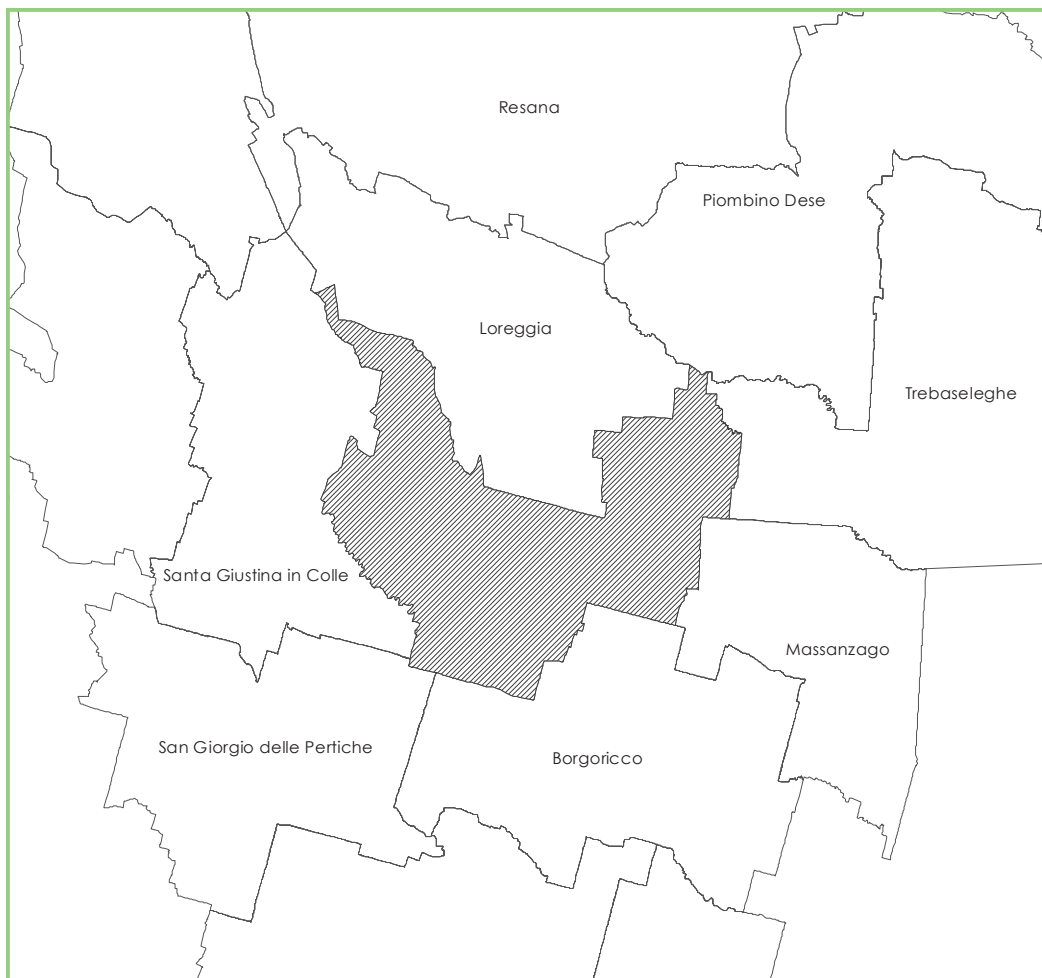 Resana
Piombino Dese
Loreggia
Trebaseleghe
Santa Giustina in Colle
Massanzago
San Giorgio delle Pertiche
Borgoricco